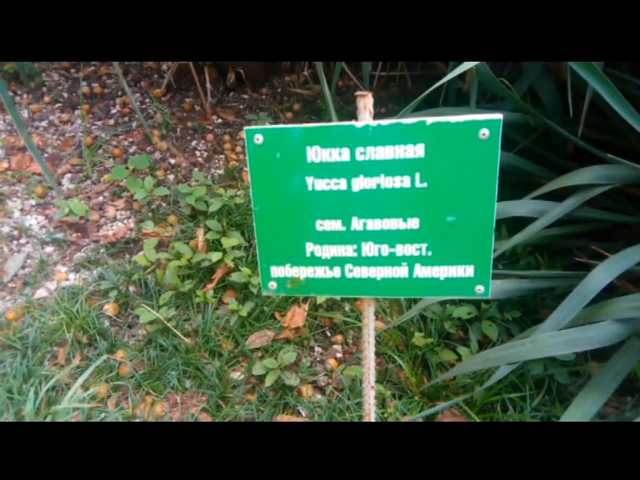 Юкка славная
Yucca gloriosa L.
сем. Агавовые
Родина: Юго-вост.
побережье Северной Америки